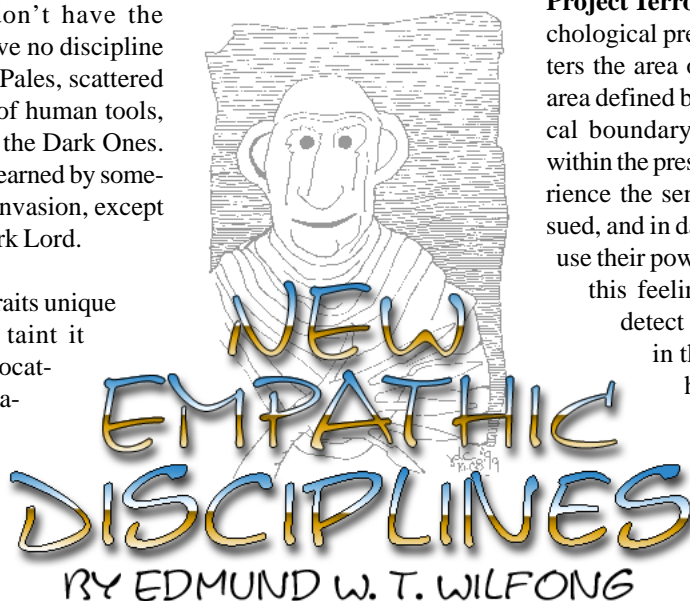 don't have the
ve no discipline
Pales, scattered
of human tools,
the Dark Ones.
earned by some-
nvasion, except
rk Lord.
raits unique
taint it
ocat-
a-
Project Terro
chological pre
ters the area o
area defined b
cal boundary
within the pres
rience the sen
sued, and in da
use their pow
this feelin
detect
in th
h
NEW
EMPATHIC
DISCIPLINES
BY EDMUND W. T. WILFONG